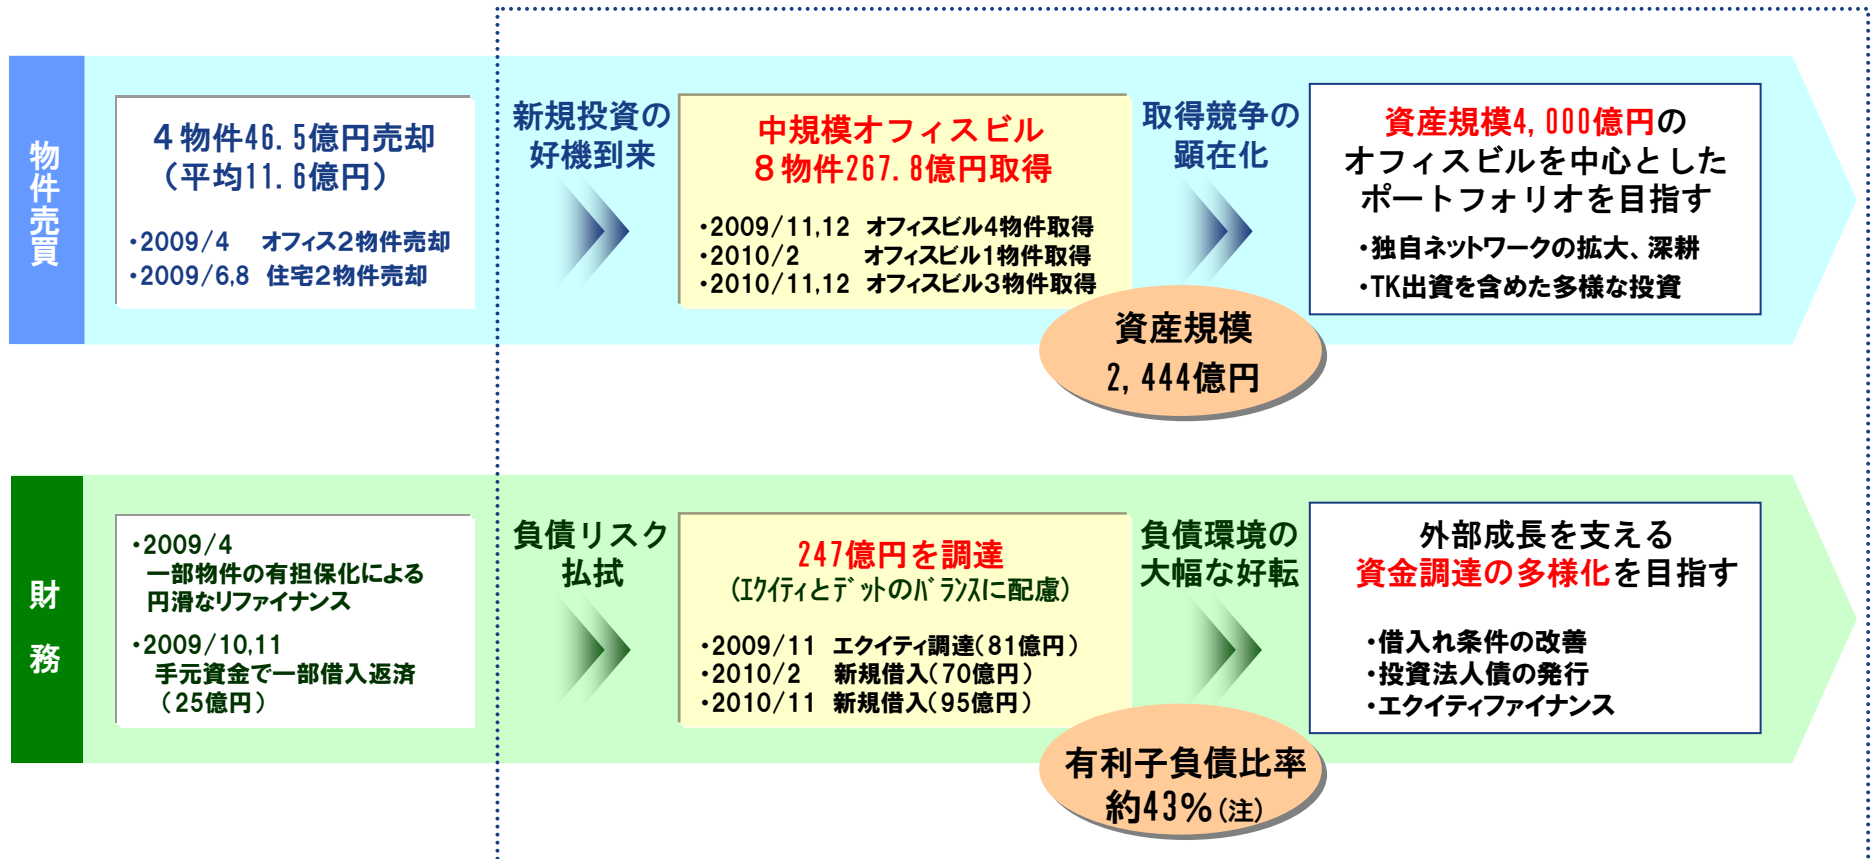 物件売買
4物件46.5億円売却
（平均11.6億円）
・2009/4 オフィス2物件売却
・2009/6,8 住宅2物件売却
新規投資の
好機到来
中規模オフィスビル
8物件267.8億円取得
・2009/11,12 オフィスビル4物件取得
・2010/2 オフィスビル1物件取得
・2010/11,12 オフィスビル3物件取得
取得競争の
顕在化
資産規模4,000億円の
オフィスビルを中心とした
ポートフォリオを目指す
・独自ネットワークの拡大、深耕
・TK出資を含めた多様な投資
資産規模
2,444億円
財務
・2009/4
一部物件の有担保化による
円滑なリファイナンス
・2009/10,11
手元資金で一部借入返済
（25億円）
負債リスク
払拭
247億円を調達
(ｴｸｲﾃｨとﾃﾞｯﾄのﾊﾞﾗﾝｽに配慮)
・2009/11 エクイティ調達(81億円)
・2010/2 新規借入(70億円)
・2010/11 新規借入(95億円)
負債環境の
大幅な好転
外部成長を支える
資金調達の多様化を目指す
・借入れ条件の改善
・投資法人債の発行
・エクイティファイナンス
有利子負債比率
約43%(注)